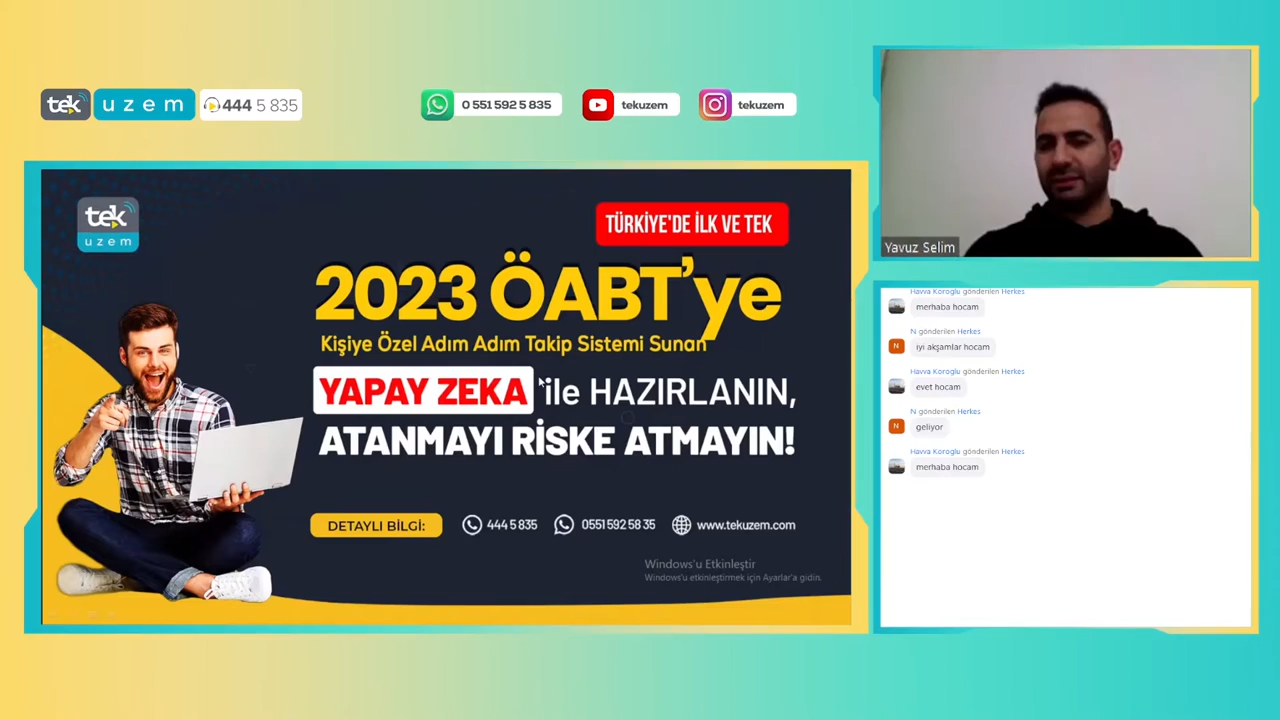 tek uzem 444 5 835
0 551 592 5 835
tekuzem
tekuzem
tek
uzem
TÜRKİYE'DE İLK VE TEK
2023 ÖABT'ye
Kişiye Özel Adım Adım Takip Sistemi Sunan
YAPAY ZEKA 'ile HAZIRLANIN,
ATANMAYI RİSKE ATMAYIN!
DETAYLI BİLGİ: 444 5 835 0551 592 58 35 www.tekuzem.com
Windows'u Etkinleştir
Windows'u etkinleştirmek için Ayarlar'a gidin.
Yavuz Selim
Havva Koroglu gönderilen Herkes
merhaba hocam
N gönderilen Herkes
N
ıyi akşamlar hocam
Havva Koroglu gönderilen Herkes
evet hocam
N gönderilen Herkes
N
geliyor
Havva Koroglu gönderilen Herkes
merhaba hocam